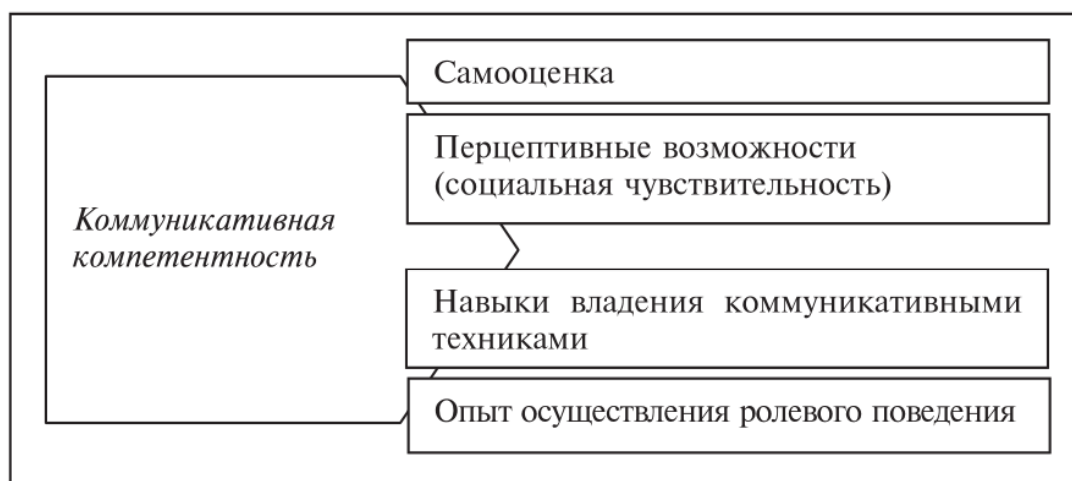 Самооценка
Перцептивные возможности
(социальная чувствительность)
Коммуникативная
компетентность
Навыки владения коммуникативными
техниками
Опыт осуществления ролевого поведения